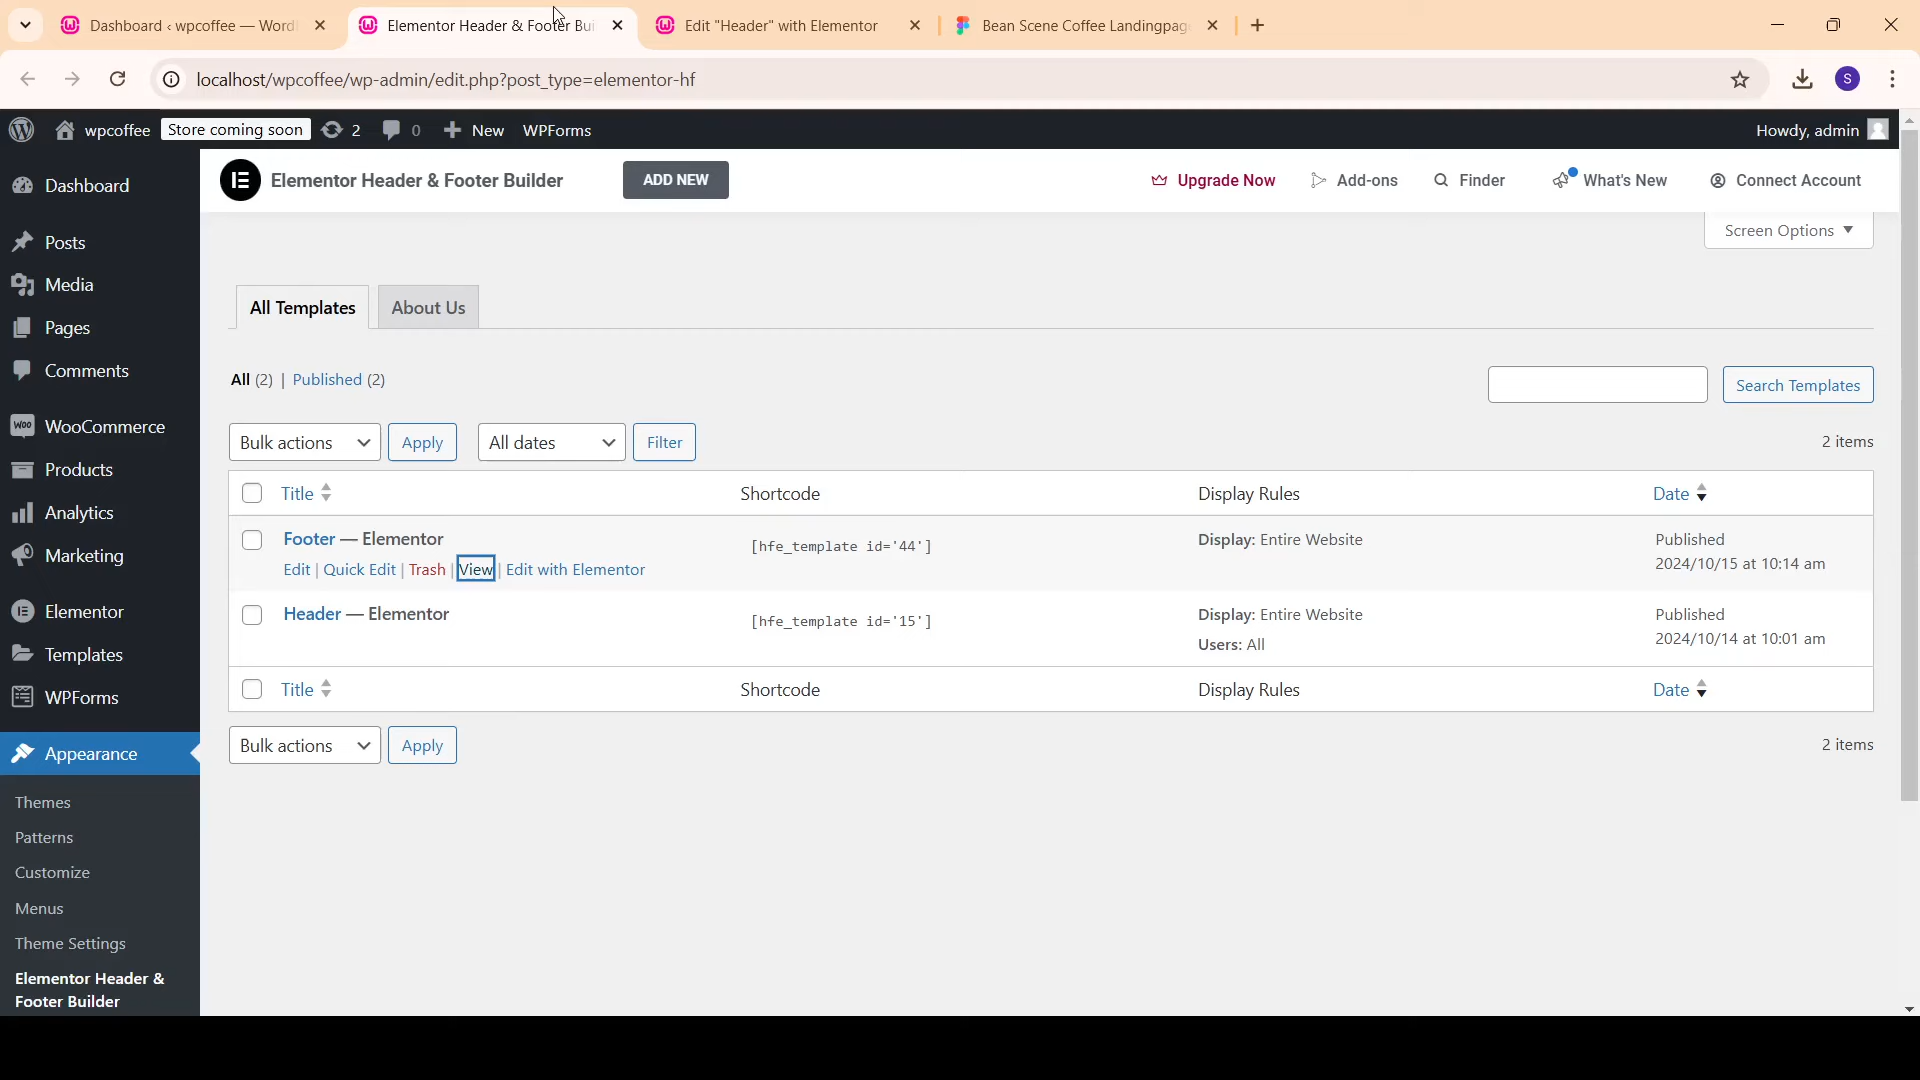 Dashboard ‹ wpcoffee — Word
Elementor Header & Footer Bui
Edit "Header" with Elementor
Bean Scene Coffee Landingpag
localhost/wpcoffee/wp-admin/edit.php?post_type=elementor-hf
S
wpcoffee
Store coming soon
2
0
New
WPForms
Howdy, admin
Dashboard
Posts
Media
Pages
Comments
WooCommerce
Products
Analytics
Marketing
Elementor
Templates
WPForms
Appearance
Themes
Patterns
Customize
Menus
Theme Settings
Elementor Header &
Footer Builder
Elementor Header & Footer Builder
ADD NEW
Upgrade Now
Add-ons
Finder
What's New
Connect Account
Screen Options
All Templates
About Us
All (2) | Published (2)
Search Templates
Bulk actions
Apply
All dates
Filter
2 items
Title
Shortcode
Display Rules
Date
Footer — Elementor
Edit | Quick Edit | Trash | View | Edit with Elementor
[hfe_template id='44']
Display: Entire Website
Published
2024/10/15 at 10:14 am
Header — Elementor
[hfe_template id='15']
Display: Entire Website
Users: All
Published
2024/10/14 at 10:01 am
Title
Shortcode
Display Rules
Date
Bulk actions
Apply
2 items